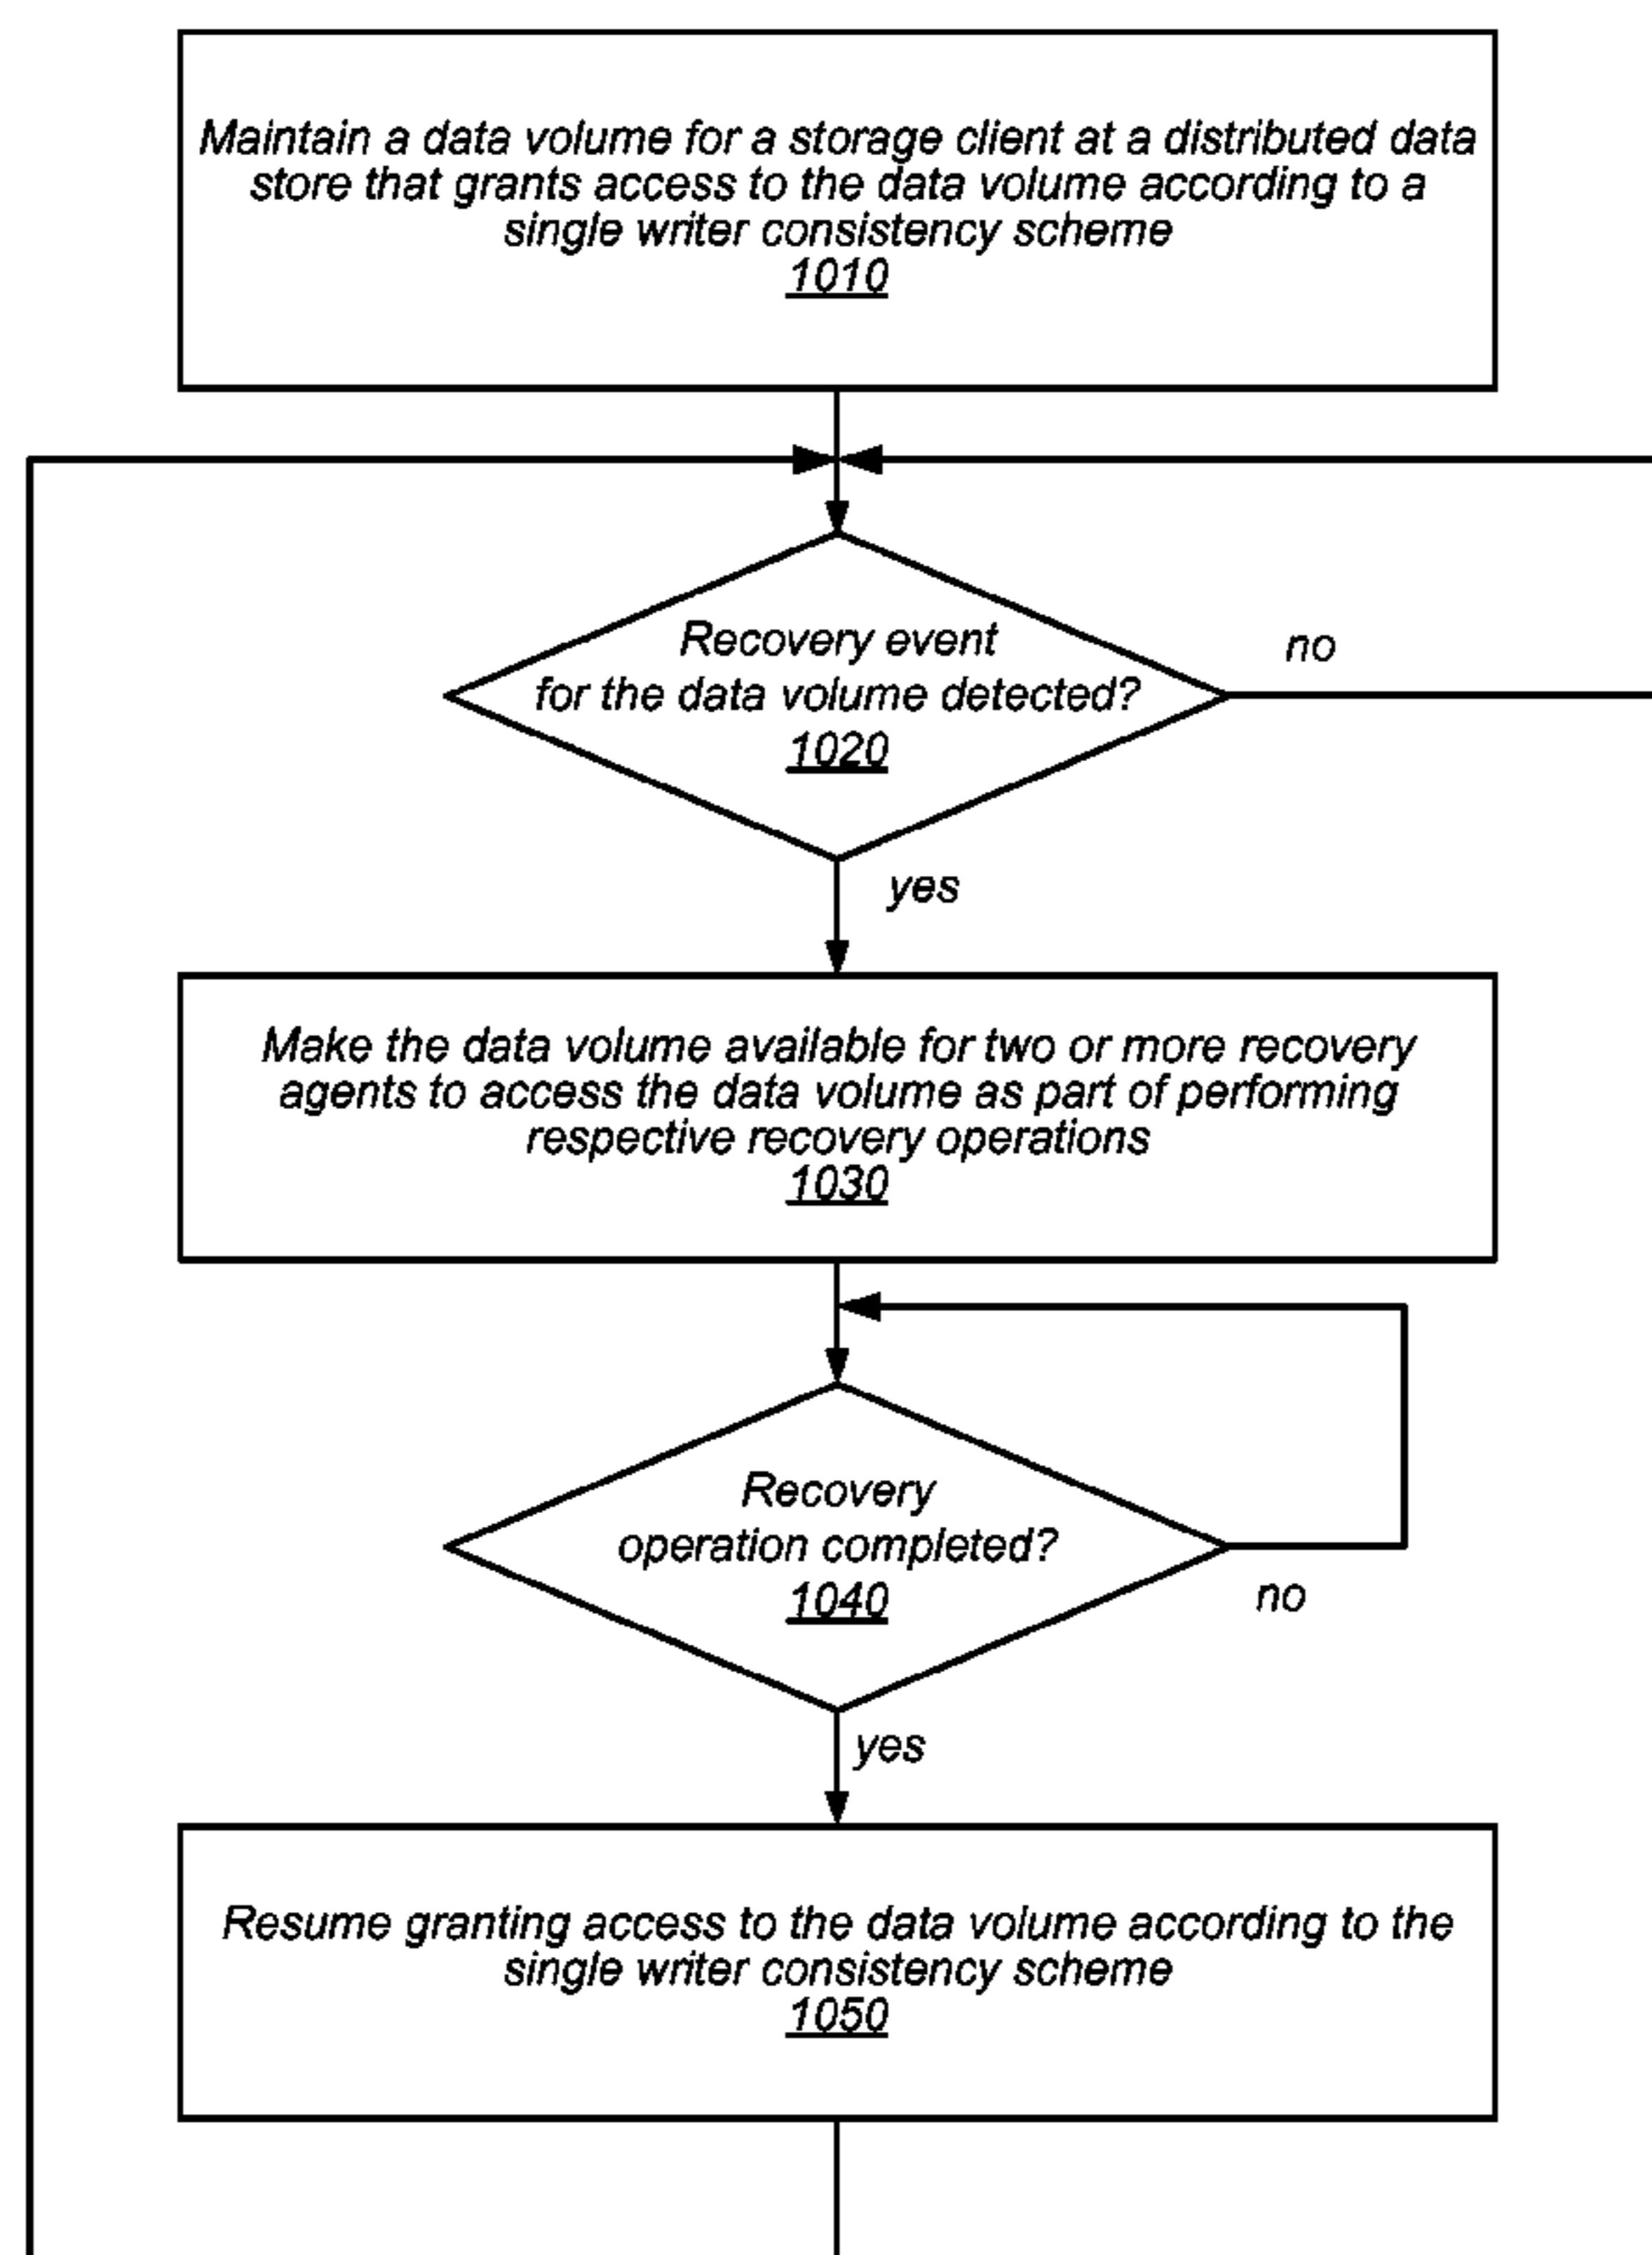 Maintain a data volume for a storage client at a distributed data
store that grants access to the data volume according to a
single writer consistency scheme
1010
Recovery event
for the data volume detected?
1020
no
yes
Make the data volume available for two or more recovery
agents to access the data volume as part of performing
respective recovery operations
1030
Recovery
operation completed?
1040
no
yes
Resume granting access to the data volume according to the
single writer consistency scheme
1050